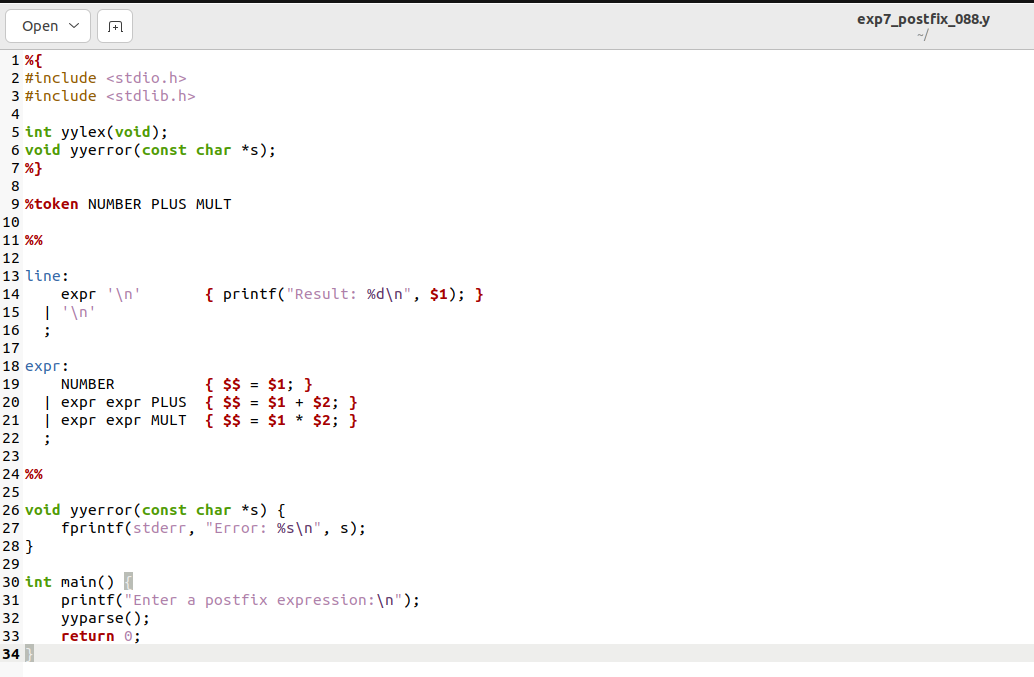 Open
exp7_postfix_088.y
~/
1 %{
2 #include <stdio.h>
3 #include <stdlib.h>
4
5 int yylex(void);
6 void yyerror(const char *s);
7 %}
8
9 %token NUMBER PLUS MULT
10
11 %%
12
13 line:
14     expr '\n'       { printf("Result: %d\n", $1); }
15   | '\n'
16   ;
17
18 expr:
19     NUMBER          { $$ = $1; }
20   | expr expr PLUS  { $$ = $1 + $2; }
21   | expr expr MULT  { $$ = $1 * $2; }
22   ;
23
24 %%
25
26 void yyerror(const char *s) {
27     fprintf(stderr, "Error: %s\n", s);
28 }
29
30 int main() {
31     printf("Enter a postfix expression:\n");
32     yyparse();
33     return 0;
34 }